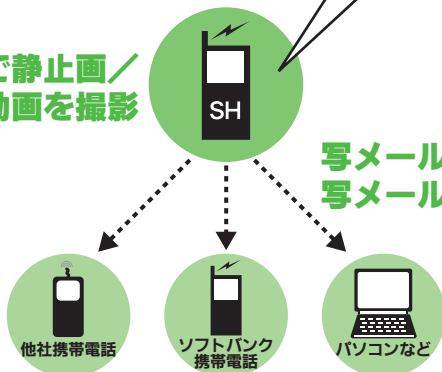 で静止画／
動画を撮影
SH
写メール
写メール
他社携帯電話
ソフトバンク
携帯電話
パソコンなど